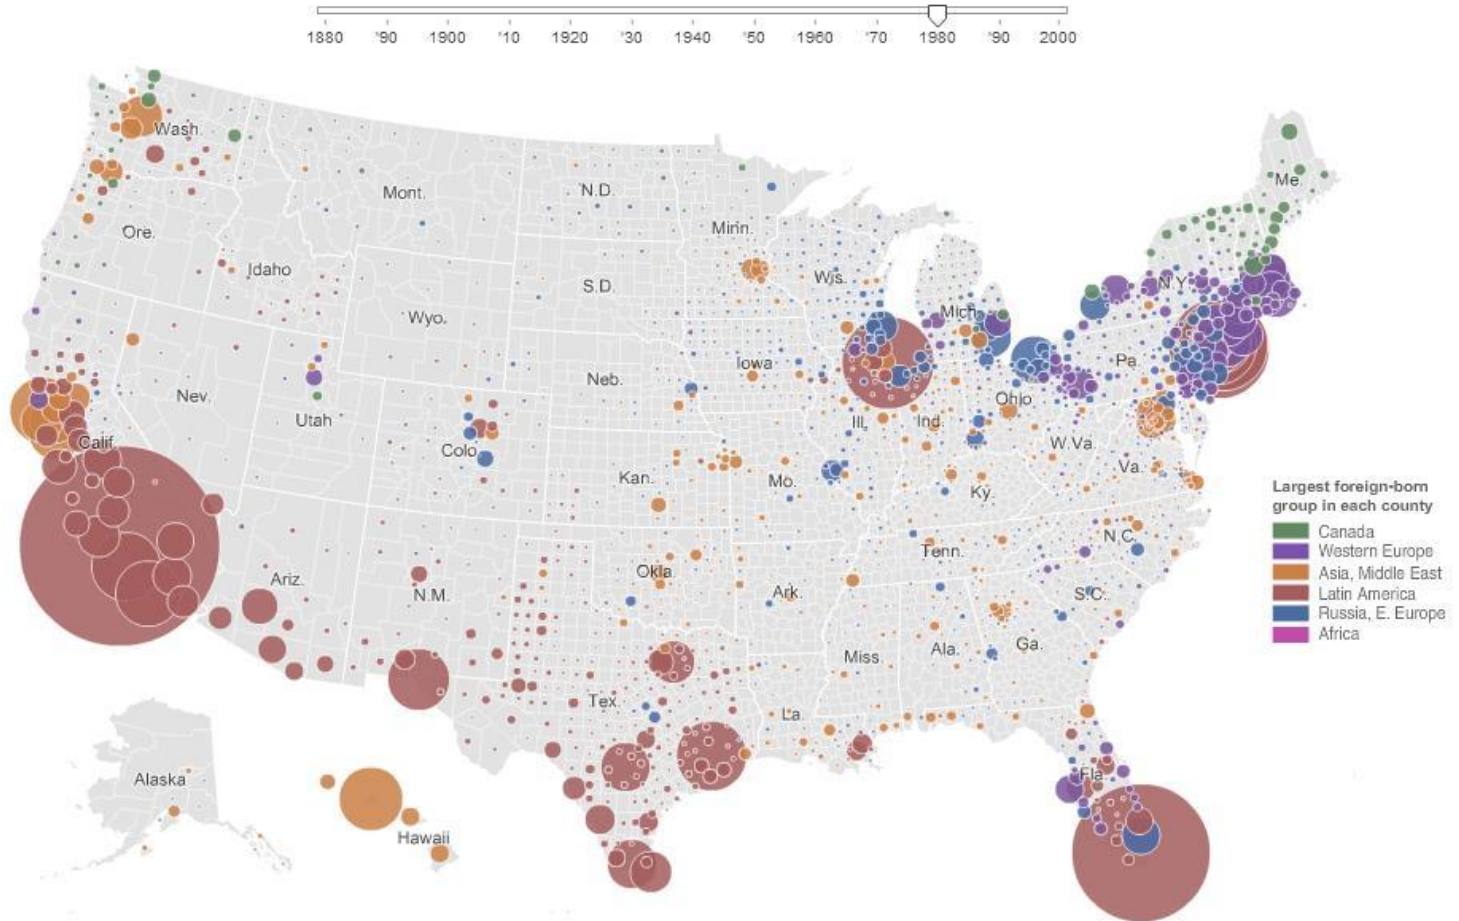 1880 '90 1900 '10 1920 '30 1940 '50 1960 '70 1980 '90 2000
Wash.
Mont.
N.D.
Minn.
Me.
Ore.
Idaho
S.D.
Wis.
Mich.
N.Y.
Wyo.
Iowa
Pa.
Nev.
Utah
Neb.
Ill.
Ind.
Ohio
Calif.
Colo.
Kan.
Mo.
Ky.
W.Va.
Va.
Ariz.
N.M.
Okla.
Ark.
Tenn.
N.C.
S.C.
Tex.
La.
Miss.
Ala.
Ga.
Fla.
Alaska
Hawaii
Largest foreign-born
group in each county
Canada
Western Europe
Asia, Middle East
Latin America
Russia, E. Europe
Africa